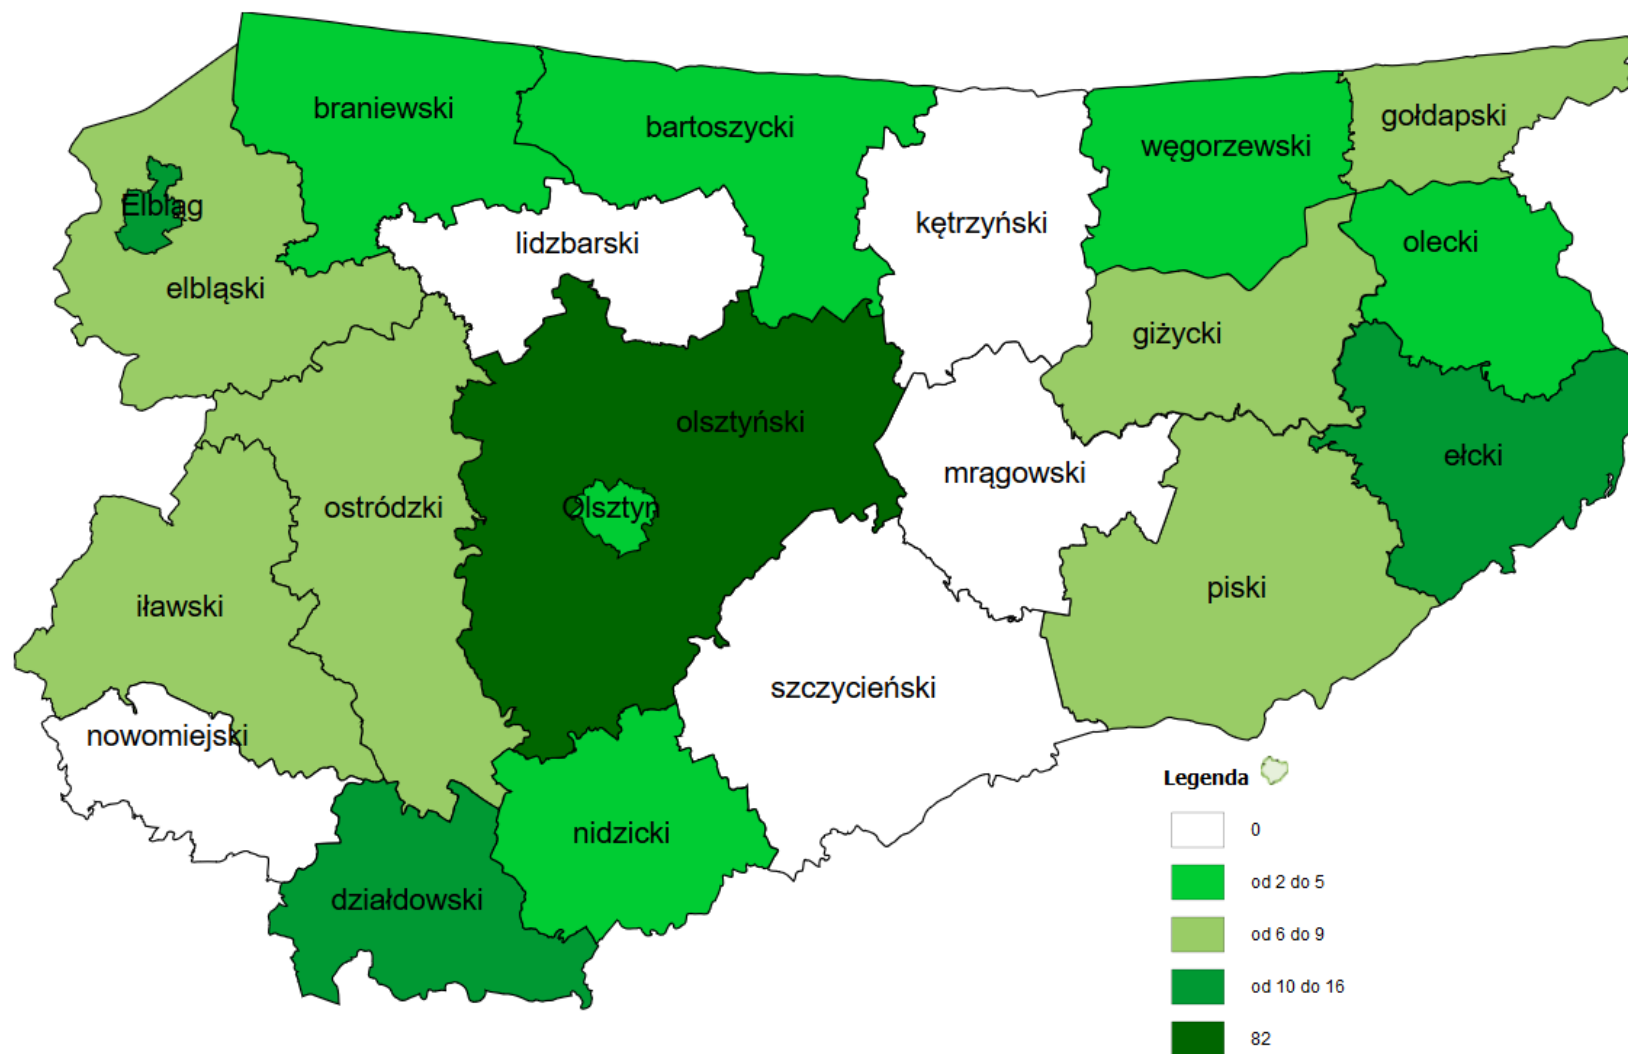 braniewski
bartoszycki
gołdapski
węgorzewski
Elbląg
kętrzyński
lidzbarski
olecki
elbląski
giżycki
olsztyński
ełcki
mrągowski
ostródzki
Olsztyn
iławski
piski
szczycieński
nowomiejski
nidzicki
działdowski
Legenda
0
od 2 do 5
od 6 do 9
od 10 do 16
82